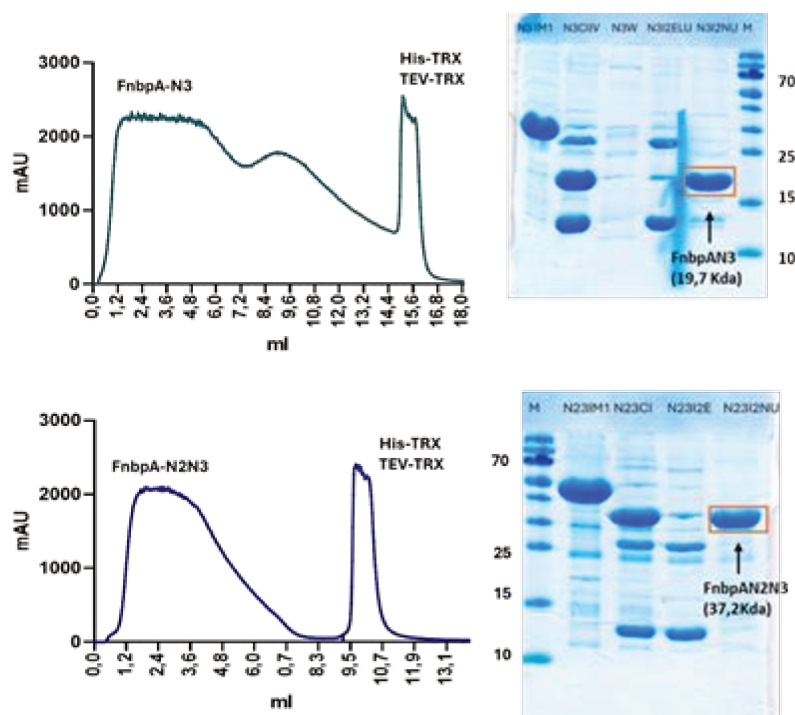 3000
2000
1000
0
mAU
FnbpA-N3
His-TRX
TEV-TRX
0,0 1,2 2,4 3,6 4,8 6,0 7,2 8,4 9,6 10,8 12,0 13,2 14,4 15,6 16,8 18,0
ml
N3IM1 N3CIIV N3W N3I2ELU N3I2NU M
70
25
15
10
FnbpAN3
(19,7 Kda)
3000
2000
1000
0
mAU
FnbpA-N2N3
His-TRX
TEV-TRX
0,0 1,2 2,4 3,6 4,8 6,0 0,7 8,3 9,5 10,7 11,9 13,1
ml
M N23IM1 N23CI N23I2E N23I2NU
70
25
15
10
FnbpAN2N3
(37,2Kda)